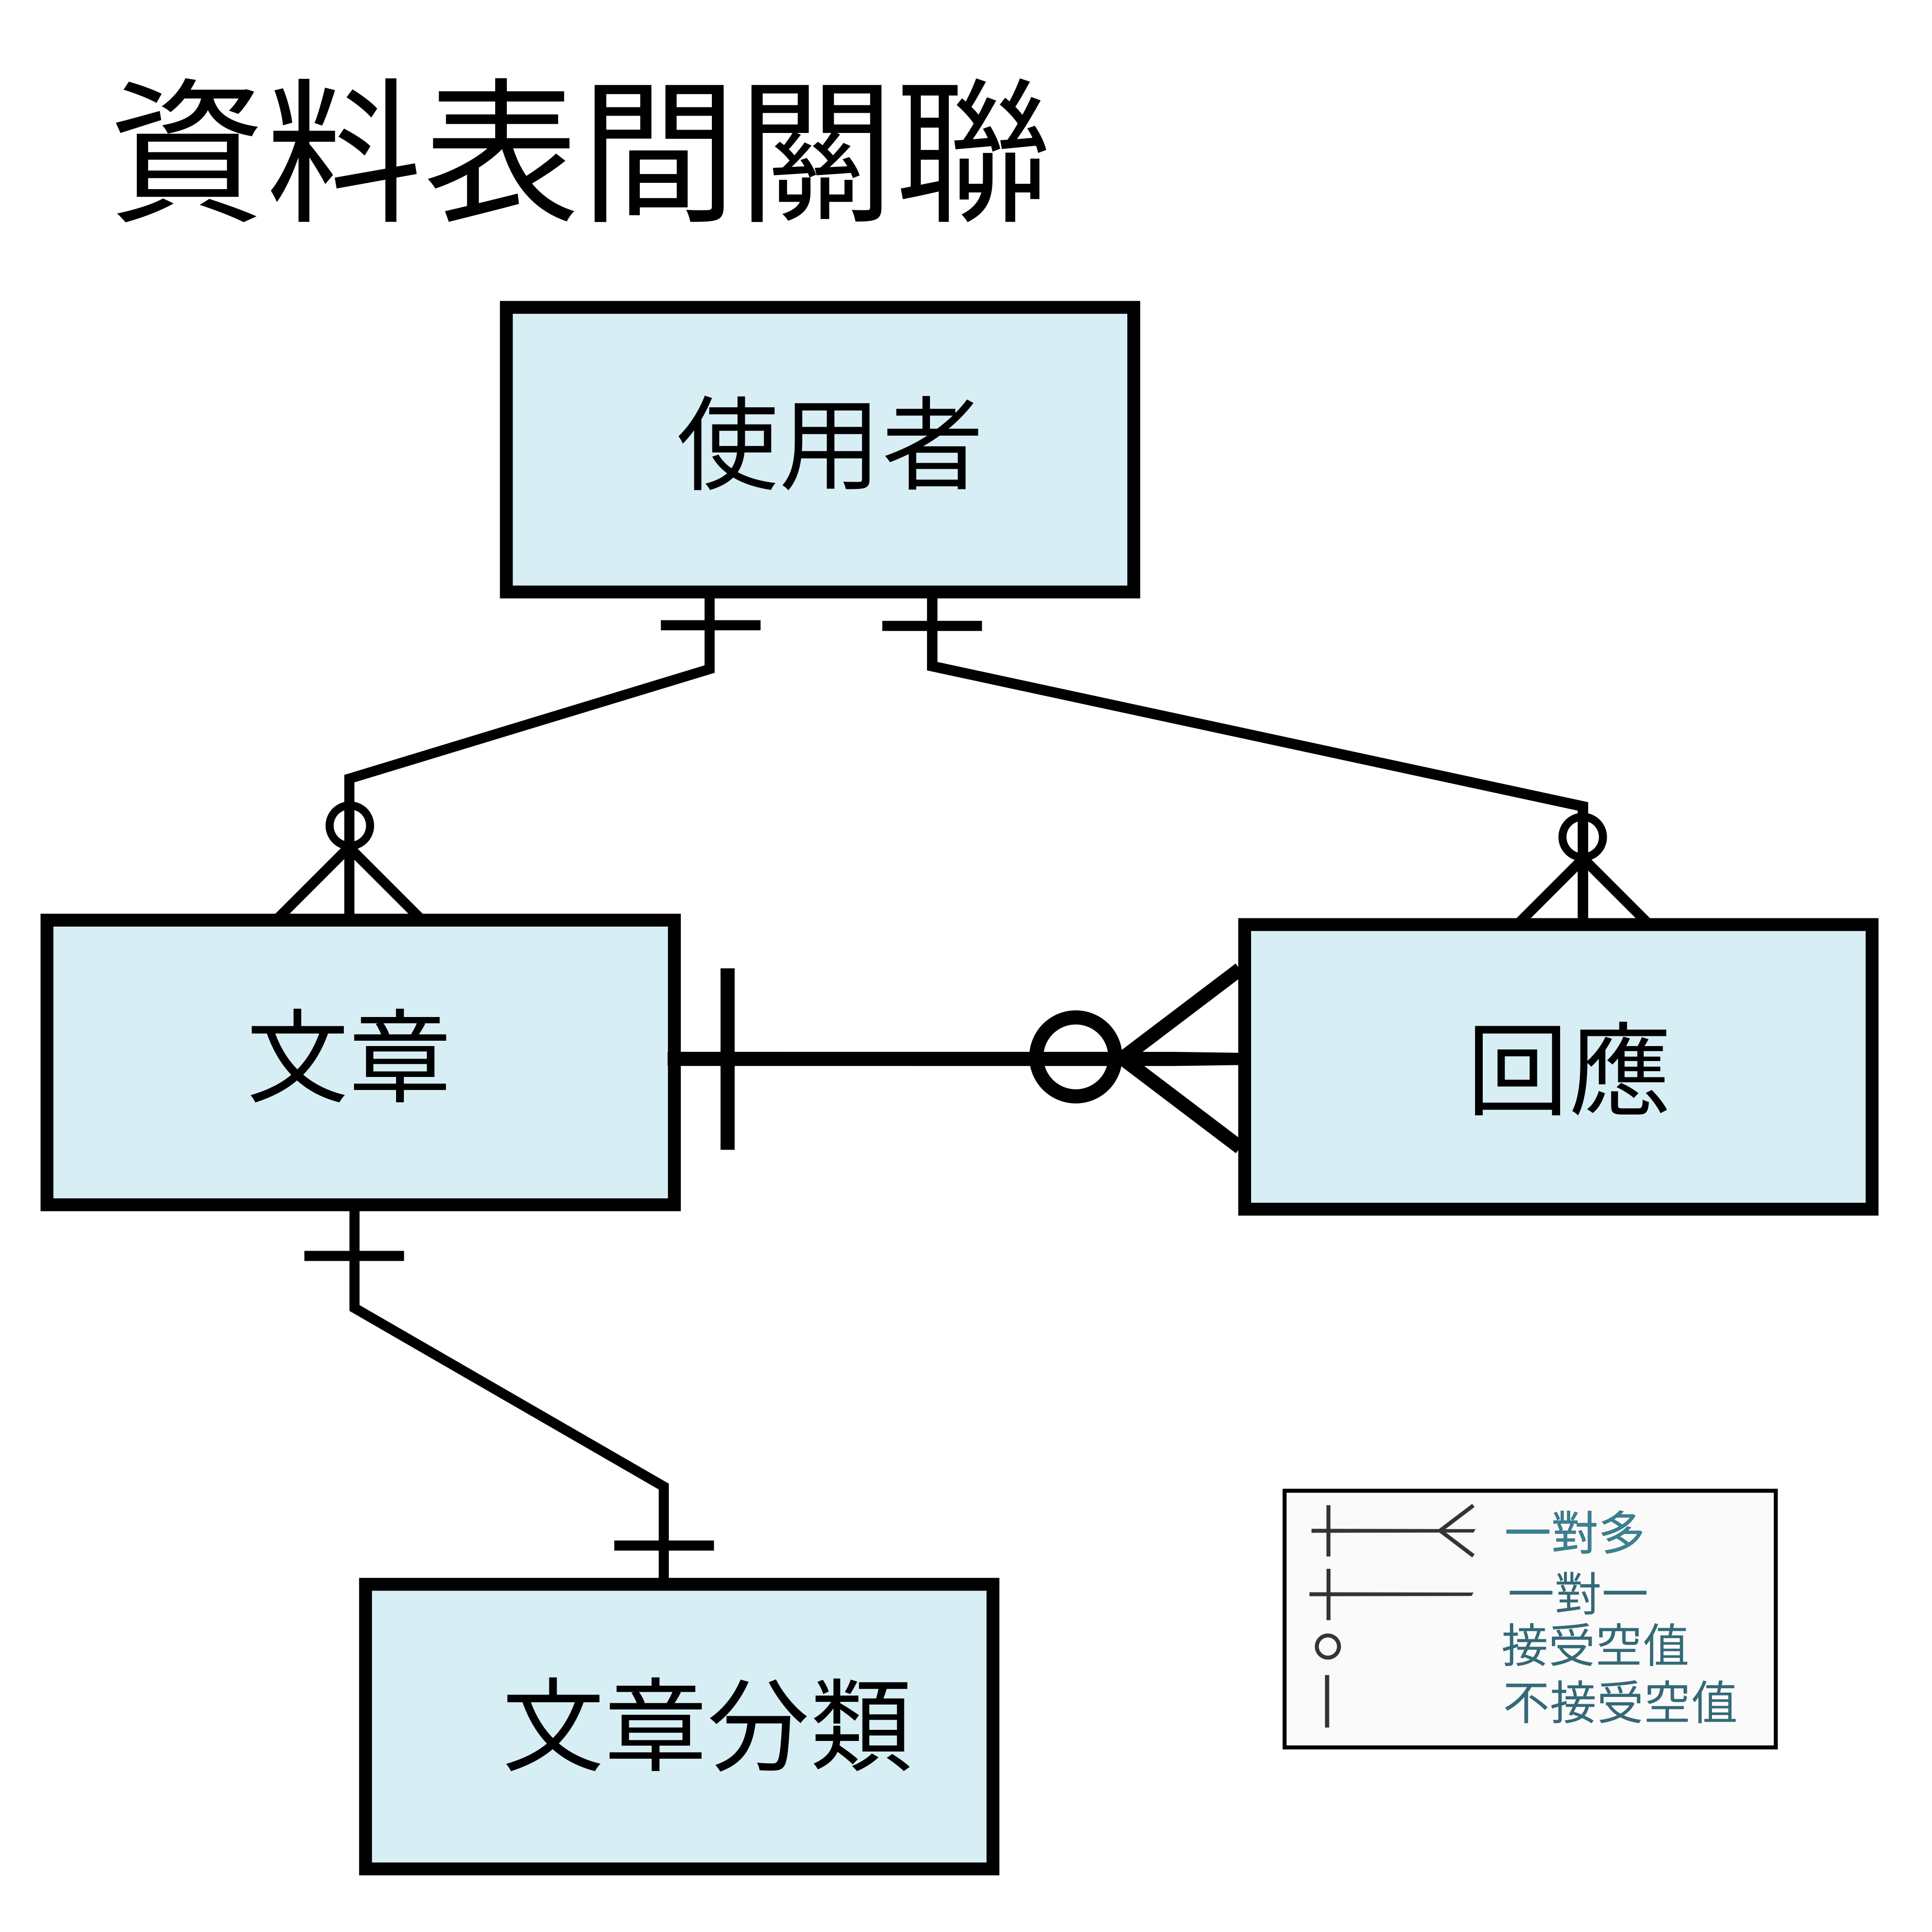 資料表間關聯
使用者
文章
回應
文章分類
一對多
一對一
接受空值
不接受空值